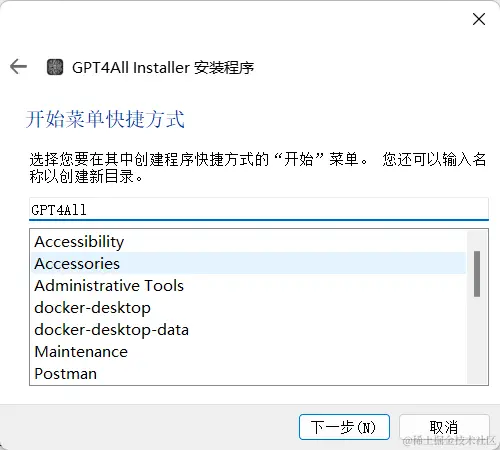 GPT4All Installer 安装程序
开始菜单快捷方式
选择您要在其中创建程序快捷方式的“开始”菜单。 您还可以输入名
称以创建新目录。
GPT4All
Accessibility
Accessories
Administrative Tools
docker-desktop
docker-desktop-data
Maintenance
Postman
下一步(N)
取消
@稀土掘金技术社区